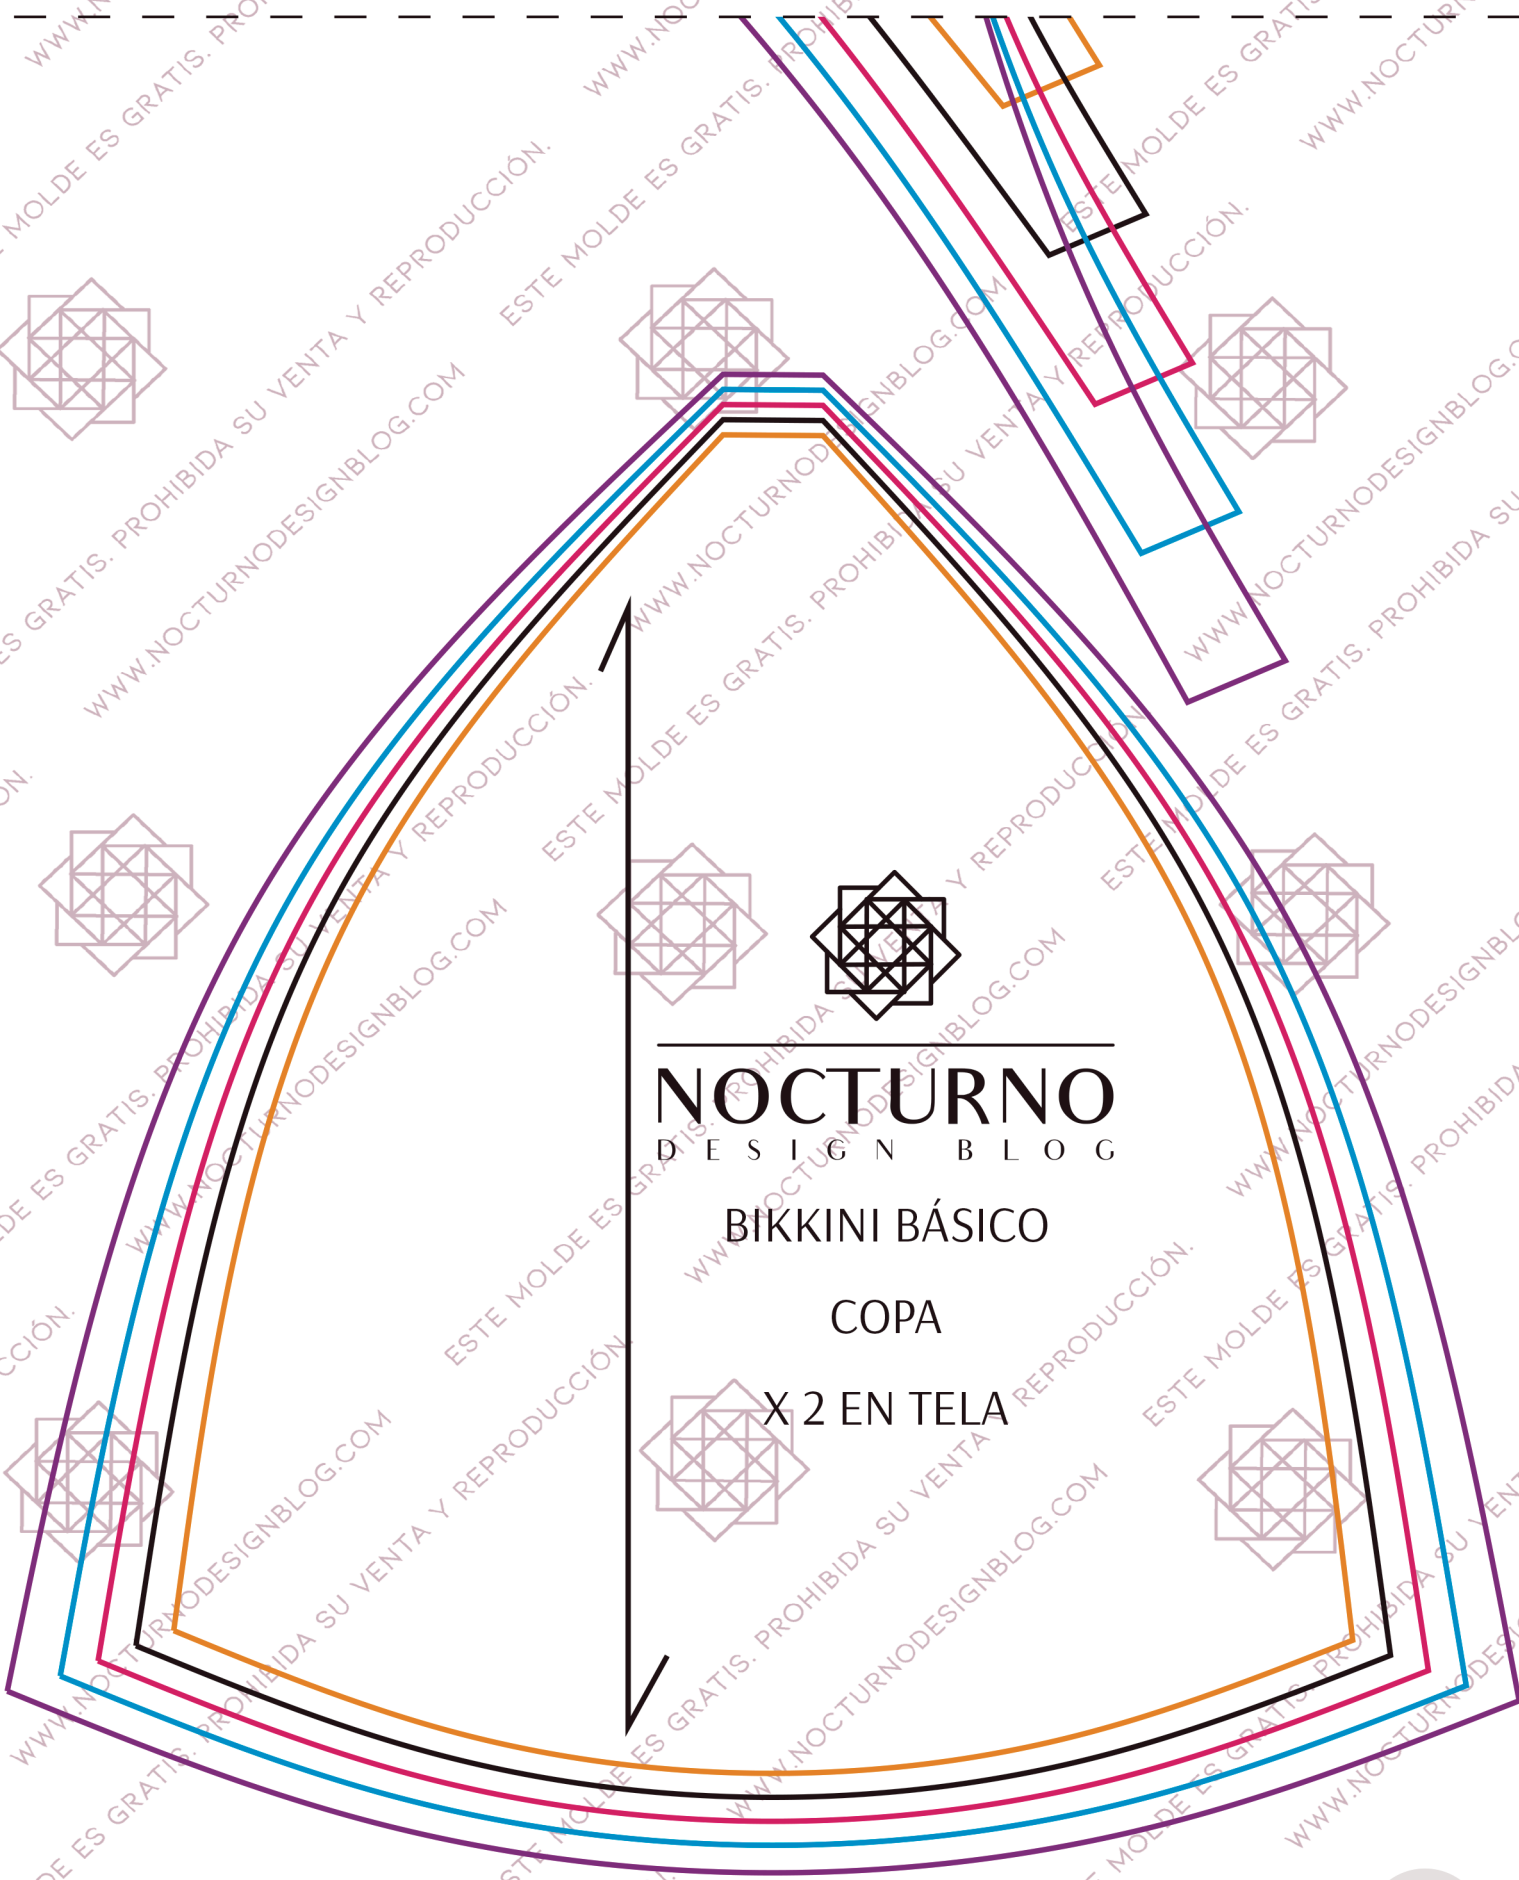 NOCTURNO
DESIGN BLOG
BIKKINI BÁSICO
COPA
X 2 EN TELA
ESTE MOLDE ES GRATIS. PROHIBIDA SU VENTA Y REPRODUCCIÓN.
WWW.NOCTURNODESIGNBLOG.COM